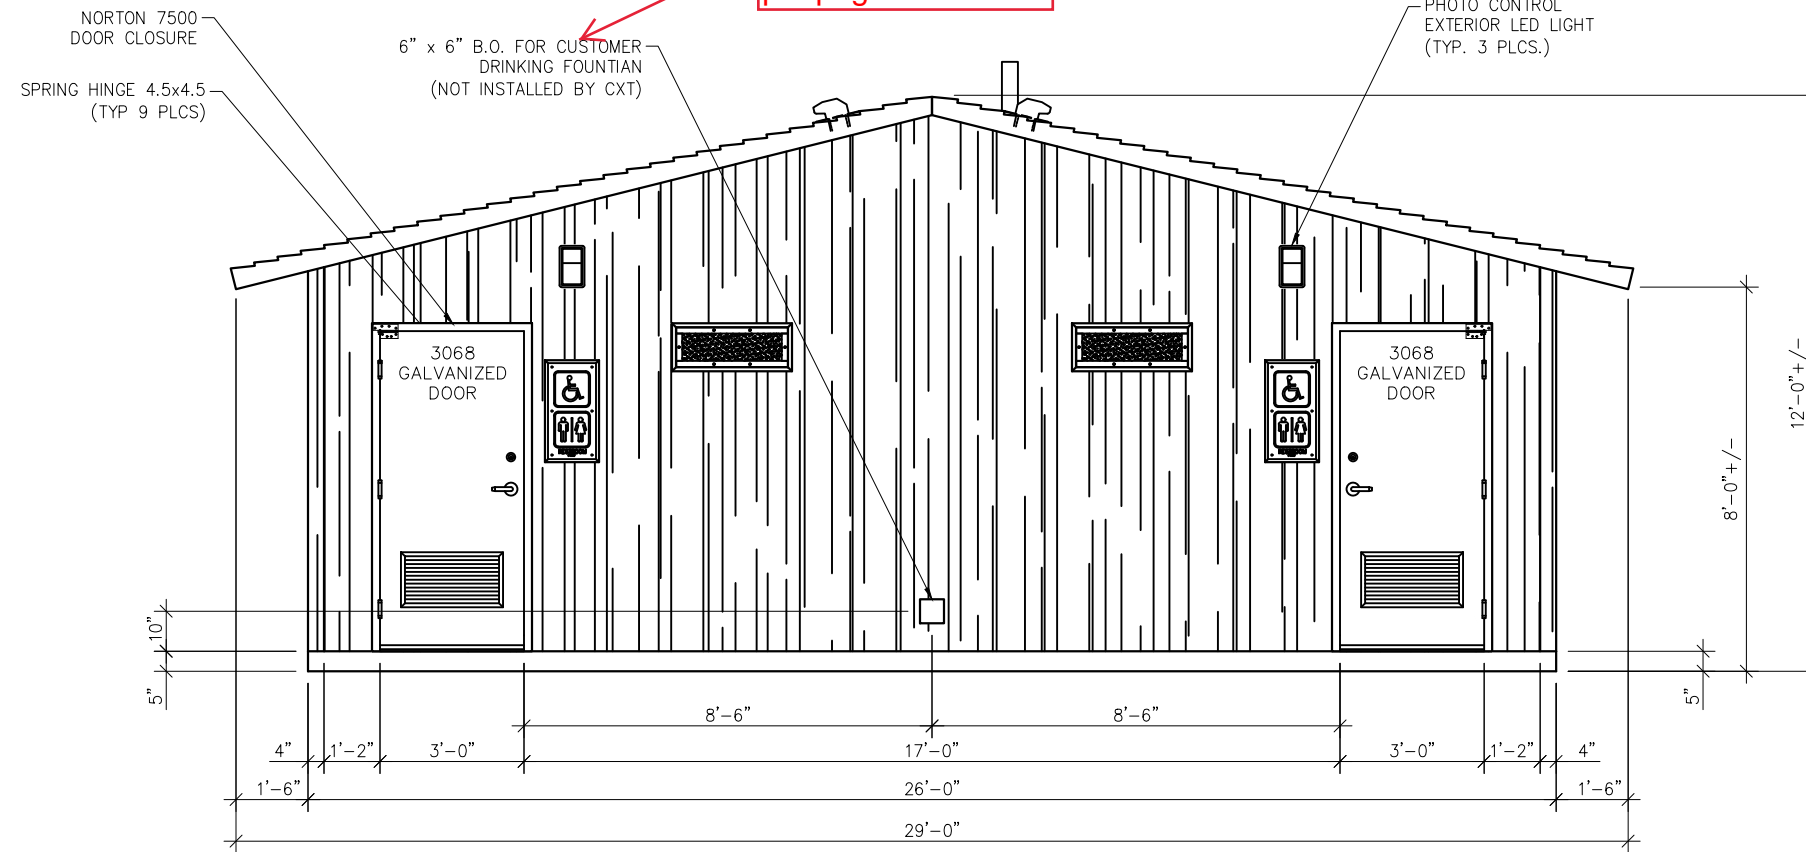 NORTON 7500
DOOR CLOSURE
SPRING HINGE 4.5x4.5
(TYP 9 PLCS)
6” x 6” B.O. FOR CUSTOMER
DRINKING FOUNTIAN
(NOT INSTALLED BY CXT)
PHOTO CONTROL
EXTERIOR LED LIGHT
(TYP. 3 PLCS.)
3068
GALVANIZED
DOOR
3068
GALVANIZED
DOOR
12’-0”+/-
8’-0”+/-
10”
5”
5”
8’-6” 8’-6”
4” 1’-2” 3’-0” 17’-0” 3’-0” 1’-2” 4”
1’-6” 26’-0” 1’-6”
29’-0”